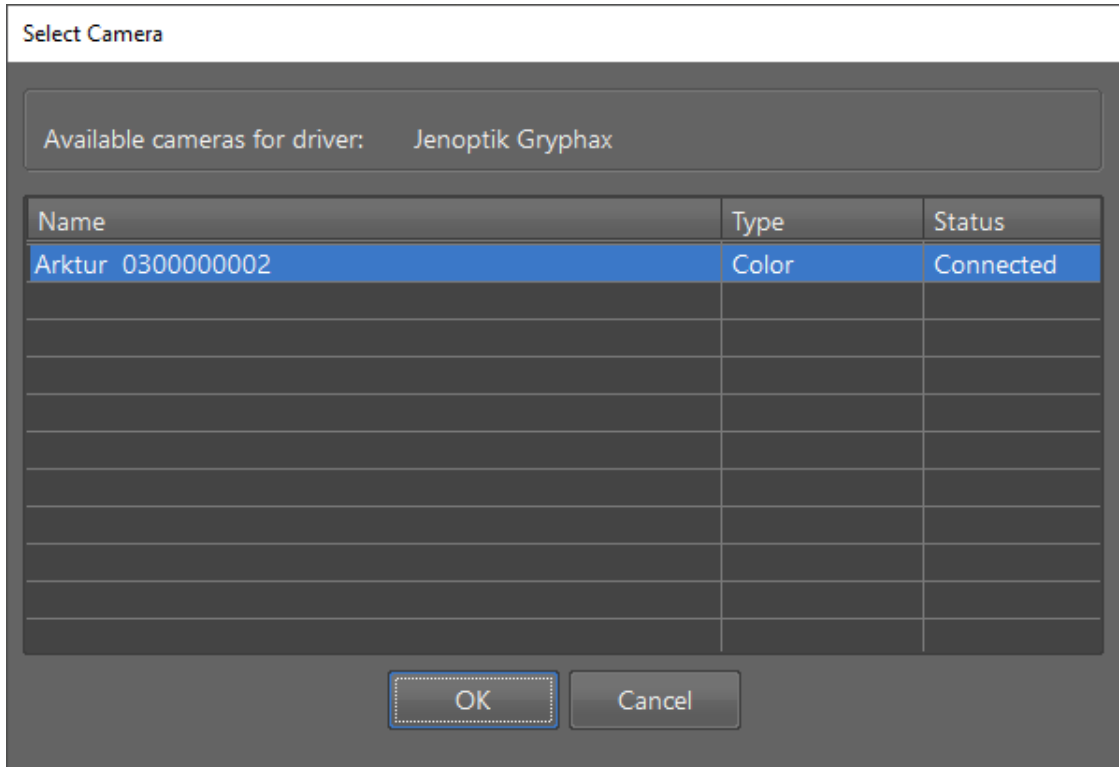 Select Camera
Available cameras for driver: Jenoptik Gryphax
Name Type Status
Arktur 0300000002 Color Connected
OK Cancel